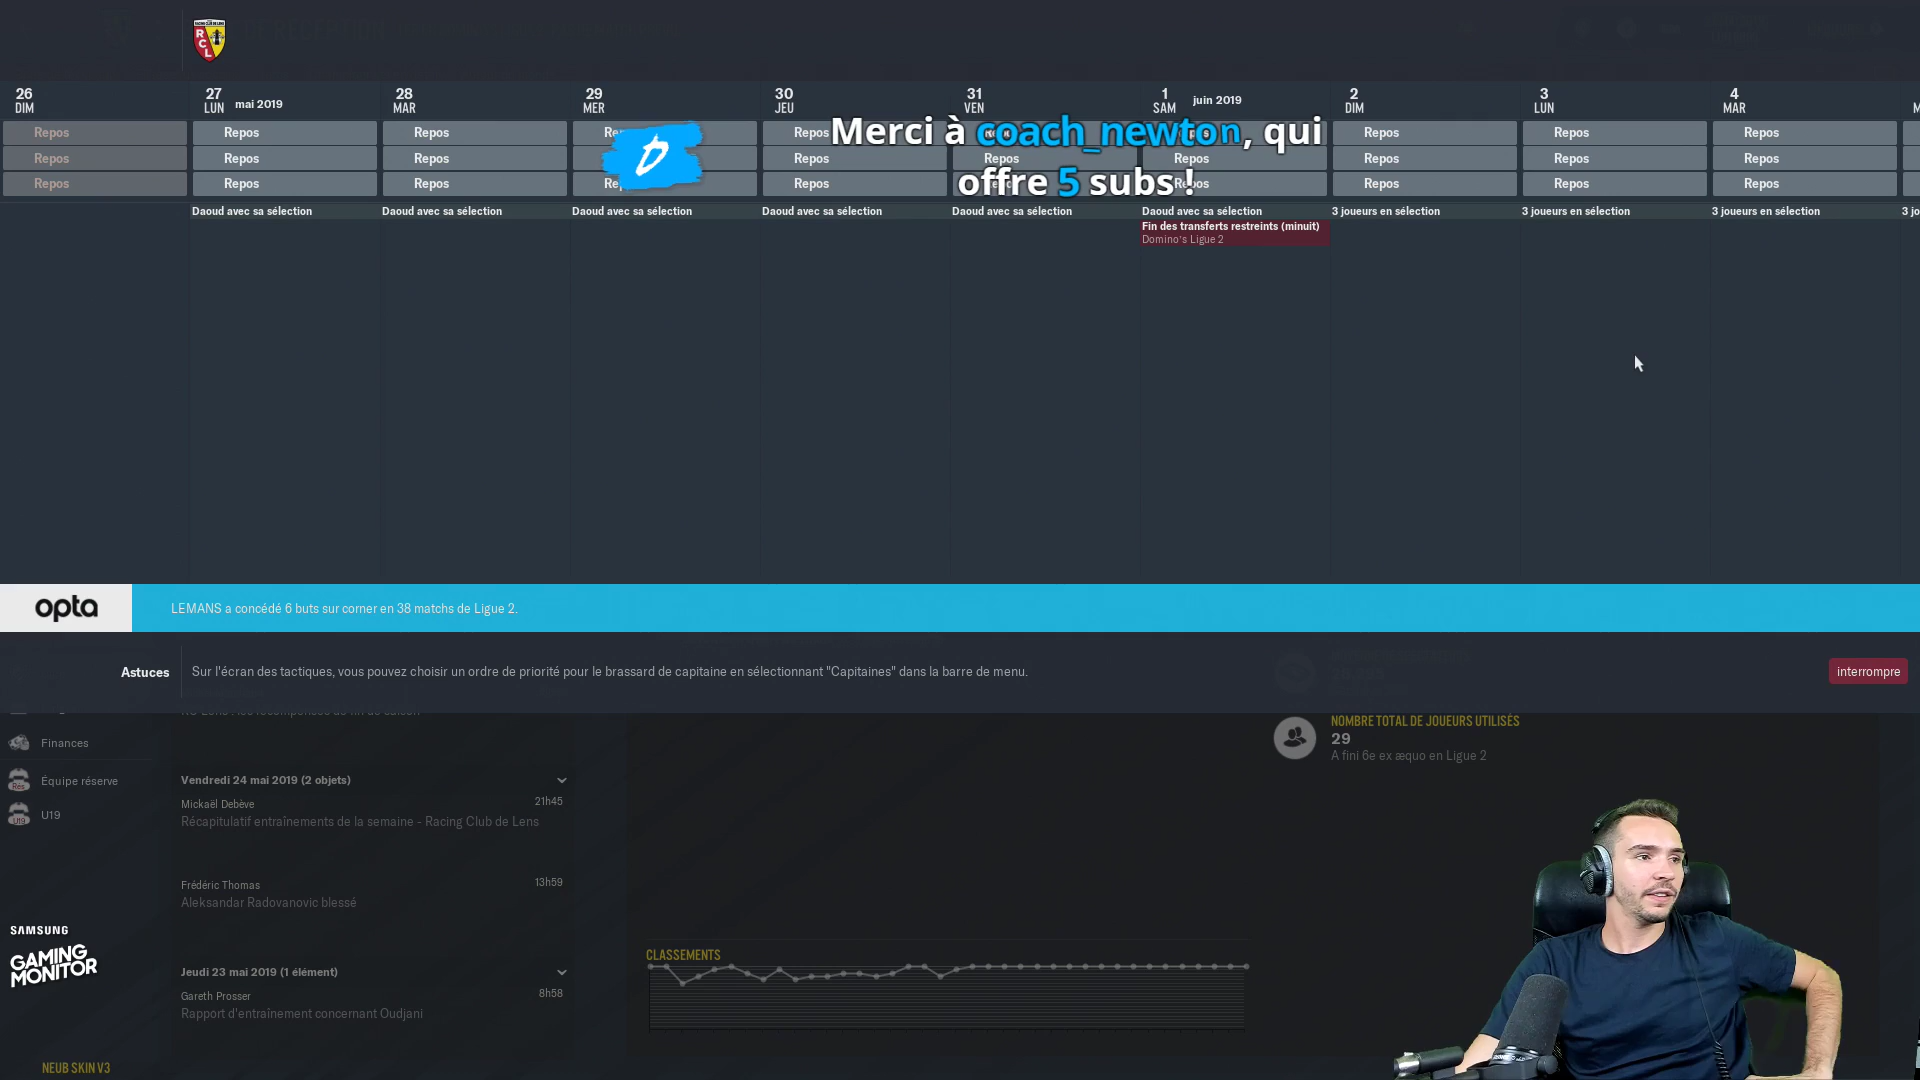 26 27 28 29 30 31 1 2 3 4
DIM LUN mai 2019 MAR MER JEU VEN SAM juin 2019 DIM LUN MAR
Repos Repos Repos Repos Repos Repos Repos Repos
Merci à coach_newton, qui
Repos Repos Repos Repos Repos Repos Repos Repos Repos
Repos Repos Repos Repos Repos Repos Repos Repos
offre 5 subs !
Daoud avec sa sélection Daoud avec sa sélection Daoud avec sa sélection Daoud avec sa sélection Daoud avec sa sélection Daoud avec sa sélection 3 joueurs en sélection 3 joueurs en sélection 3 joueurs en sélection 3 jo
Fin des transferts restreints (minuit)
Domino's Ligue 2
opta LEMANS a concédé 6 buts sur corner en 38 matchs de Ligue 2.
Astuces Sur l'écran des tactiques, vous pouvez choisir un ordre de priorité pour le brassard de capitaine en sélectionnant "Capitaines" dans la barre de menu. interrompre
Finances
Équipe réserve
U19
Vendredi 24 mai 2019 (2 objets)
Mickaël Debève 21h45
Récapitulatif entraînements de la semaine - Racing Club de Lens
Frédéric Thomas 13h59
Aleksandar Radovanovic blessé
Jeudi 23 mai 2019 (1 élément)
Gareth Prosser 8h58
Rapport d'entraînement concernant Oudjani
NOMBRE TOTAL DE JOUEURS UTILISÉS
29
A fini 6e ex æquo en Ligue 2
CLASSEMENTS
SAMSUNG
GAMING
MONITOR
NEUB SKIN V3